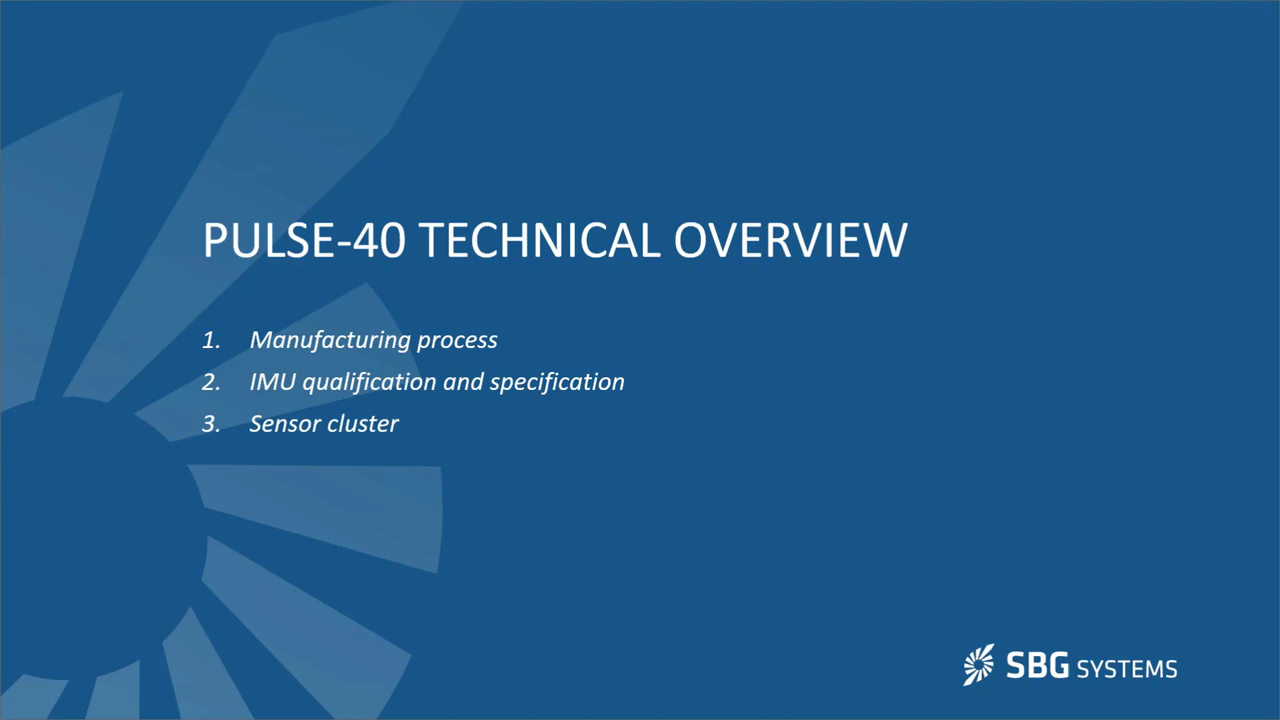 PULSE-40 TECHNICAL OVERVIEW
1. Manufacturing process
2. IMU qualification and specification
3. Sensor cluster
SBG SYSTEMS